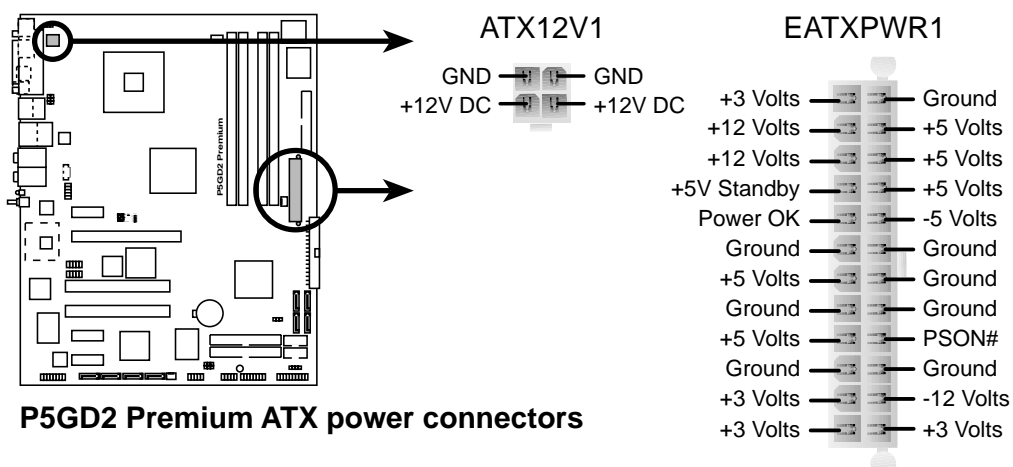 ATX12V1
GND GND
+12V DC +12V DC
EATXPWR1
+3 Volts Ground
+12 Volts +5 Volts
+12 Volts +5 Volts
+5V Standby +5 Volts
Power OK -5 Volts
Ground Ground
+5 Volts Ground
Ground Ground
+5 Volts PSON#
Ground Ground
+3 Volts -12 Volts
+3 Volts +3 Volts
P5GD2 Premium
P5GD2 Premium ATX power connectors